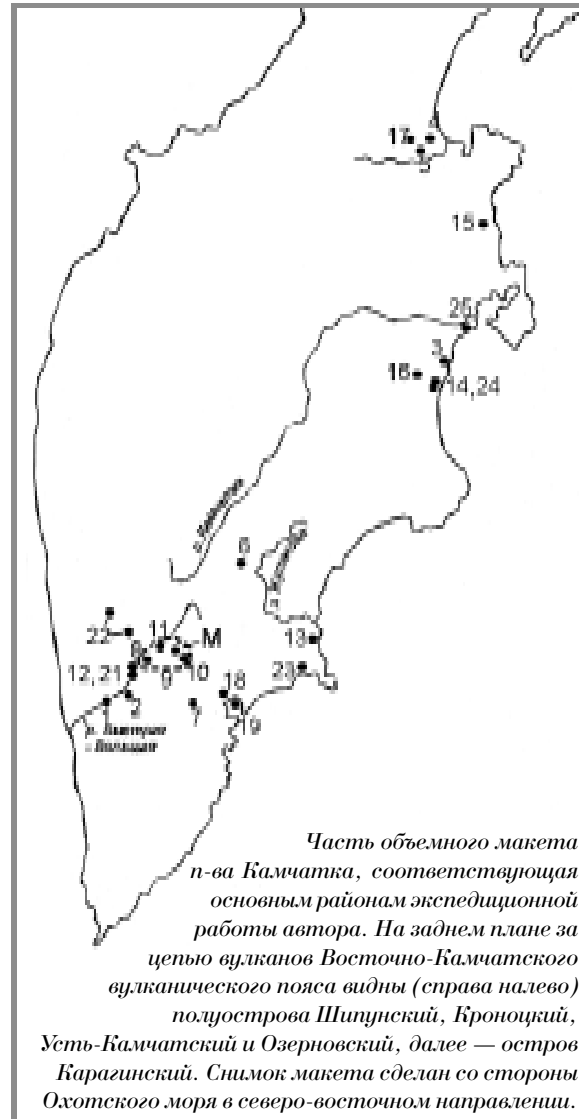 17
4
15
25
3
16
14,24
6
22
11
M
13
12,21
9
10
23
2
18
7
19
Часть объемного макета
п-ва Камчатка, соответствующая
основным районам экспедиционной
работы автора. На заднем плане за
цепью вулканов Восточно-Камчатского
вулканического пояса видны (справа налево)
полуострова Шипунский, Кроноцкий,
Усть-Камчатский и Озерновский, далее — остров
Карагинский. Снимок макета сделан со стороны
Охотского моря в северо-восточном направлении.